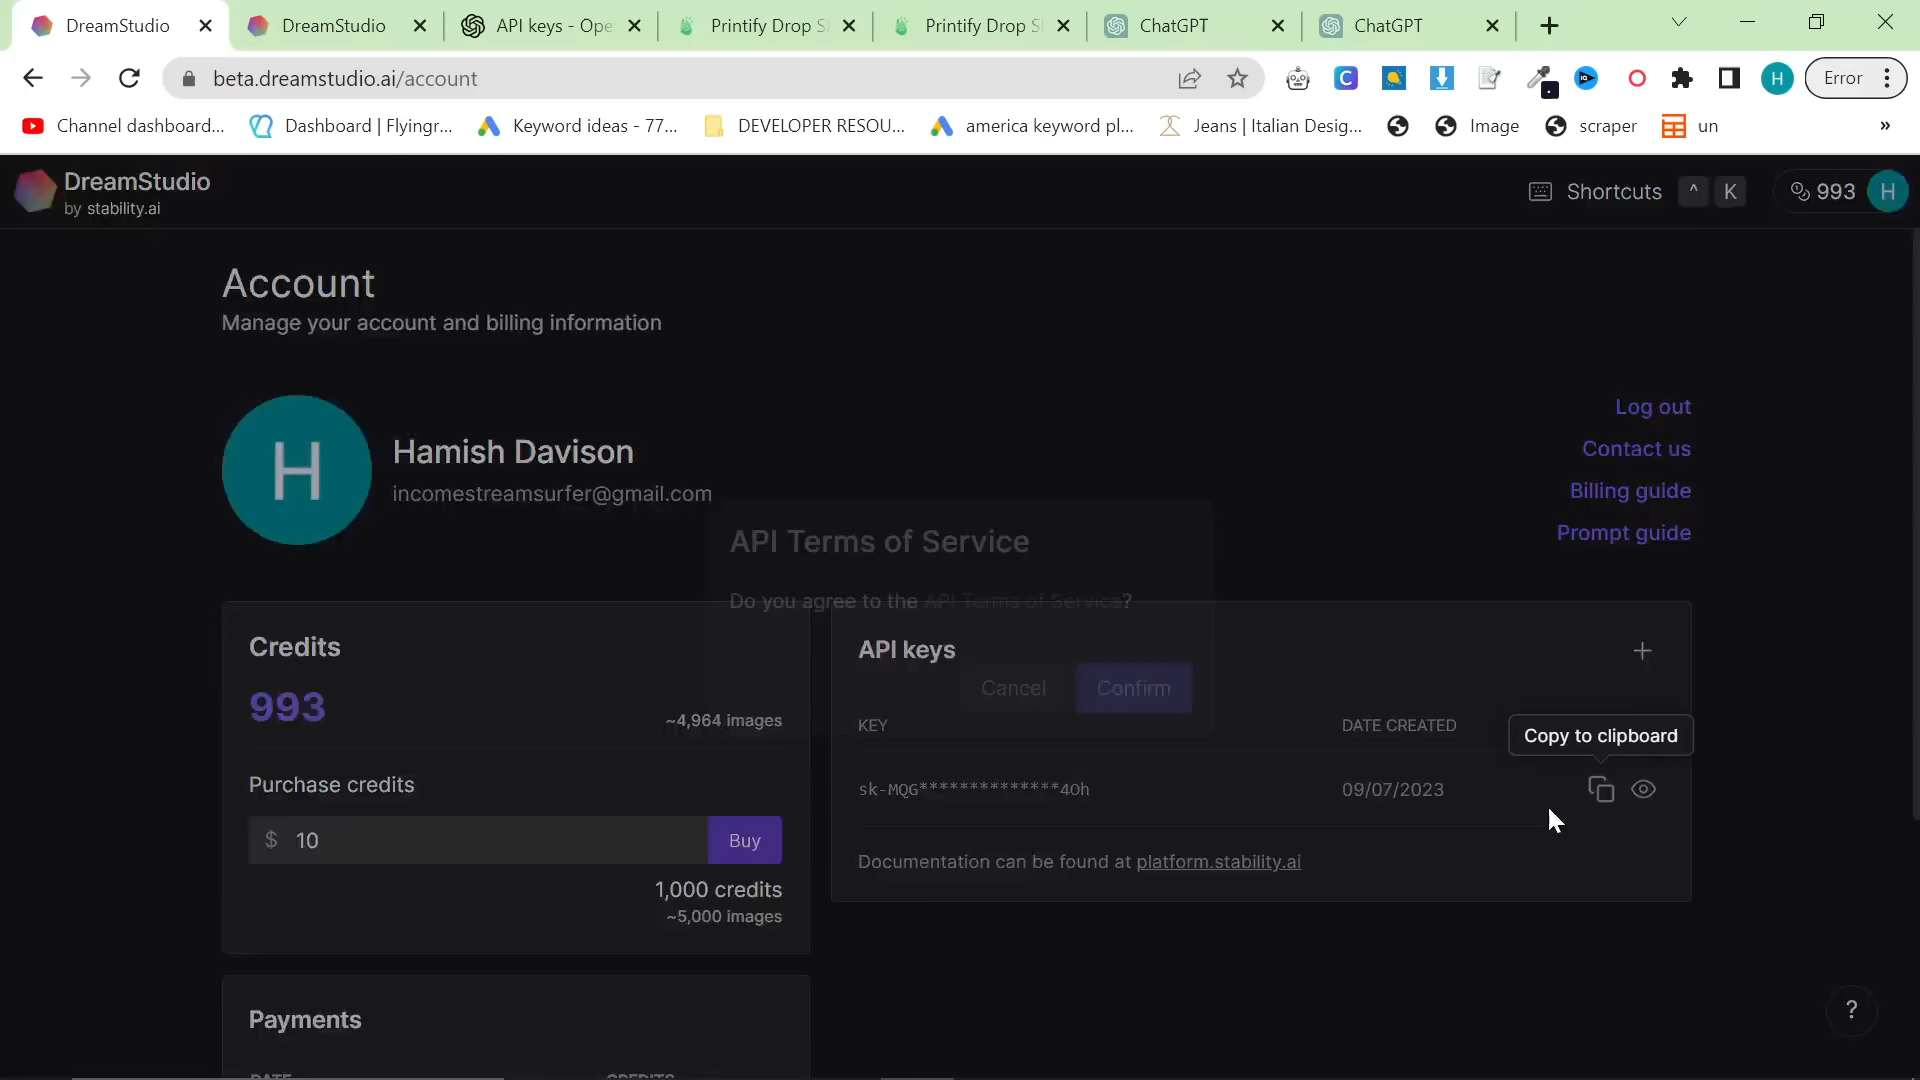 DreamStudio
DreamStudio
API keys - Ope
Printify Drop S
Printify Drop S
ChatGPT
ChatGPT
beta.dreamstudio.ai/account
C
H
Error
Channel dashboard...
Dashboard | Flyingr...
Keyword ideas - 77...
DEVELOPER RESOU...
america keyword pl...
Jeans | Italian Desig...
Image
scraper
un
»
DreamStudio
by stability.ai
Shortcuts
^
K
993
H
Account
Manage your account and billing information
H
Hamish Davison
incomestreamsurfer@gmail.com
Log out
Contact us
Billing guide
Prompt guide
API Terms of Service
Do you agree to the API Terms of Service?
Cancel
Confirm
Credits
993
~4,964 images
Purchase credits
$ 10
Buy
1,000 credits
~5,000 images
API keys
+
KEY
DATE CREATED
Copy to clipboard
sk-MQG**************4Oh
09/07/2023
Documentation can be found at platform.stability.ai
Payments
DATE
CREDITS
?